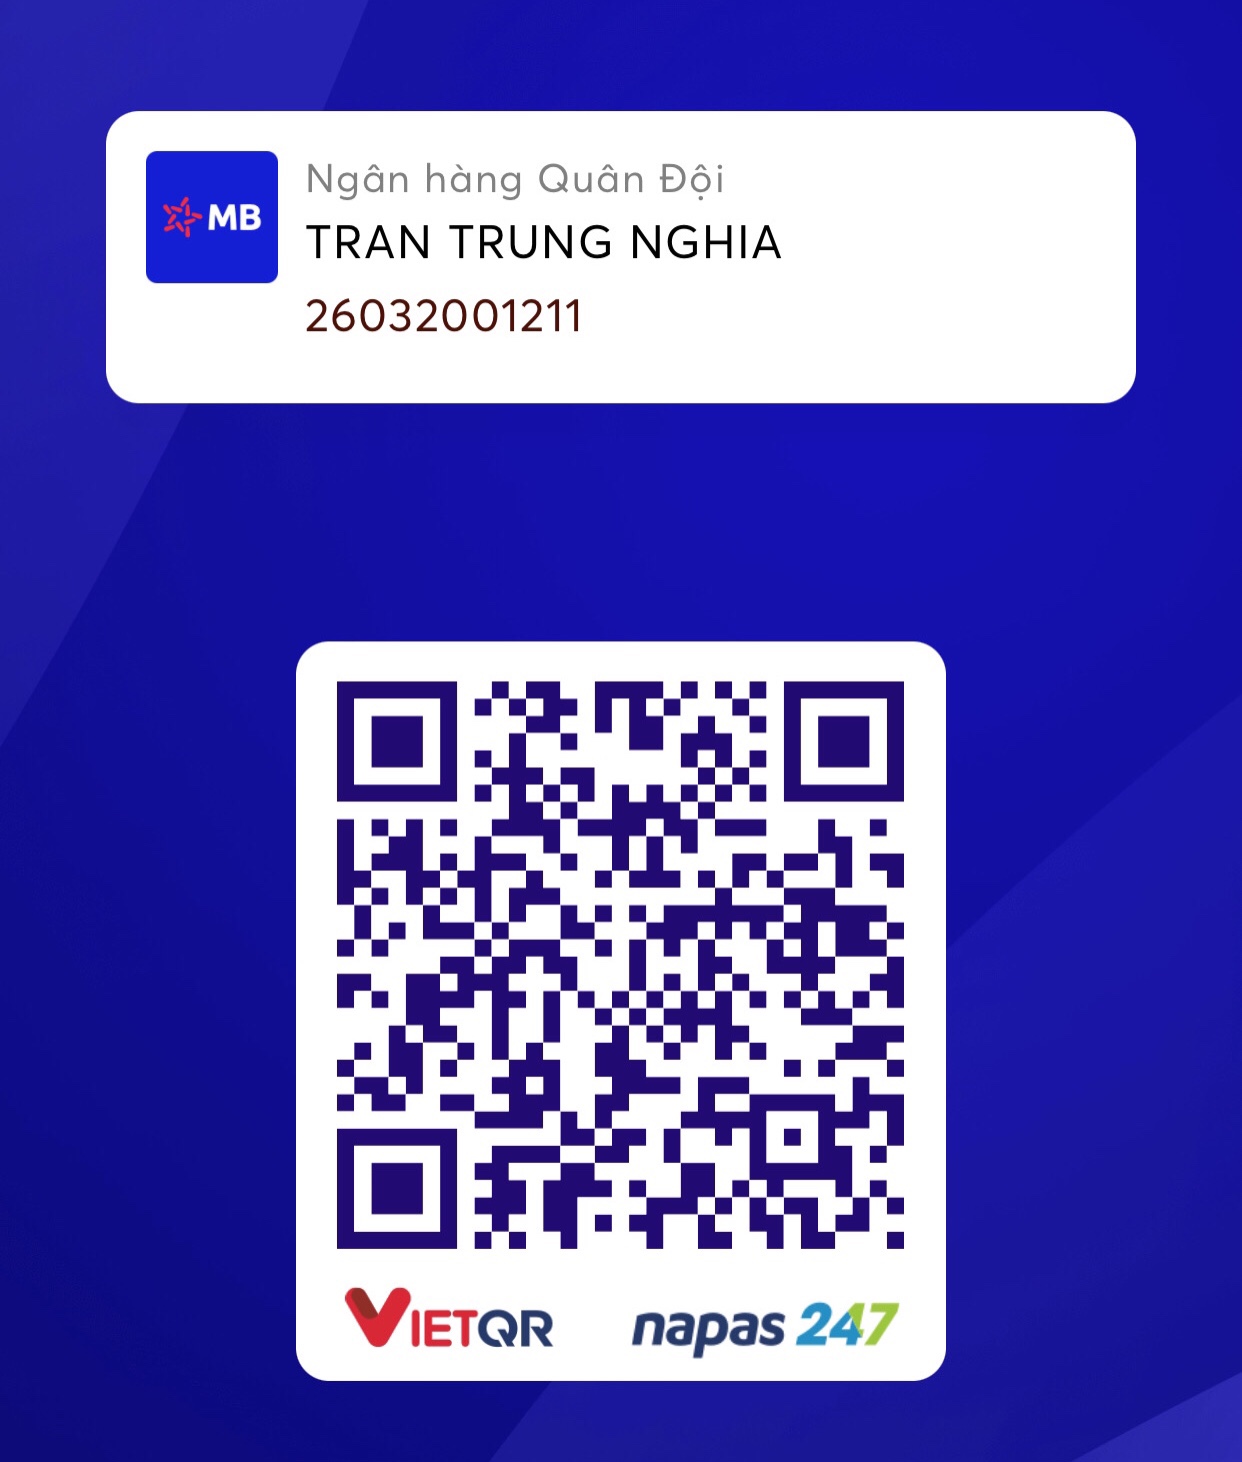 MB
Ngân hàng Quân Đội
TRAN TRUNG NGHIA
26032001211
VIETQR
napas 247